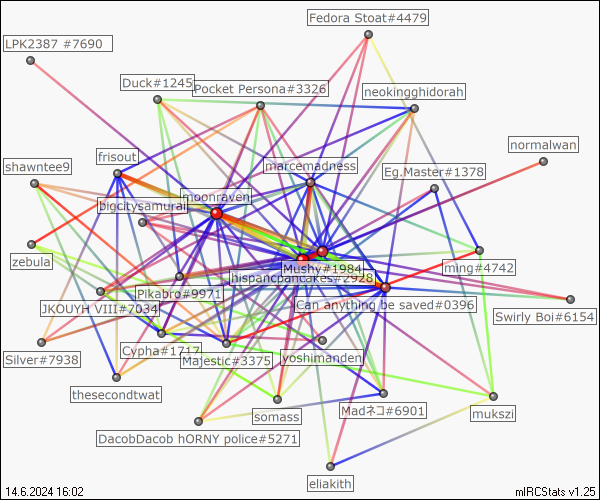 Fedora Stoat#4479
LPK2387 #7690
Duck#1245
Pocket Persona#3326
neokingghidorah
normalwan
frisout
marcemadness
shawntee9
Eg.Master#1378
moonraven
bigcitysamurai
zebula
Mushy#1984
ming#4742
hispancpancakes#2928
Pikabro#9971
Can anything be saved#0396
JKOUYH VIII#7034
Swirly Boi#6154
Cypha#1717
Silver#7938
Majestic#3375
yoshimanden
thesecondtwat
somass
Madネコ#6901
mukszi
DacobDacob hORNY police#5271
eliakith
14.6.2024 16:02
mIRCStats v1.25